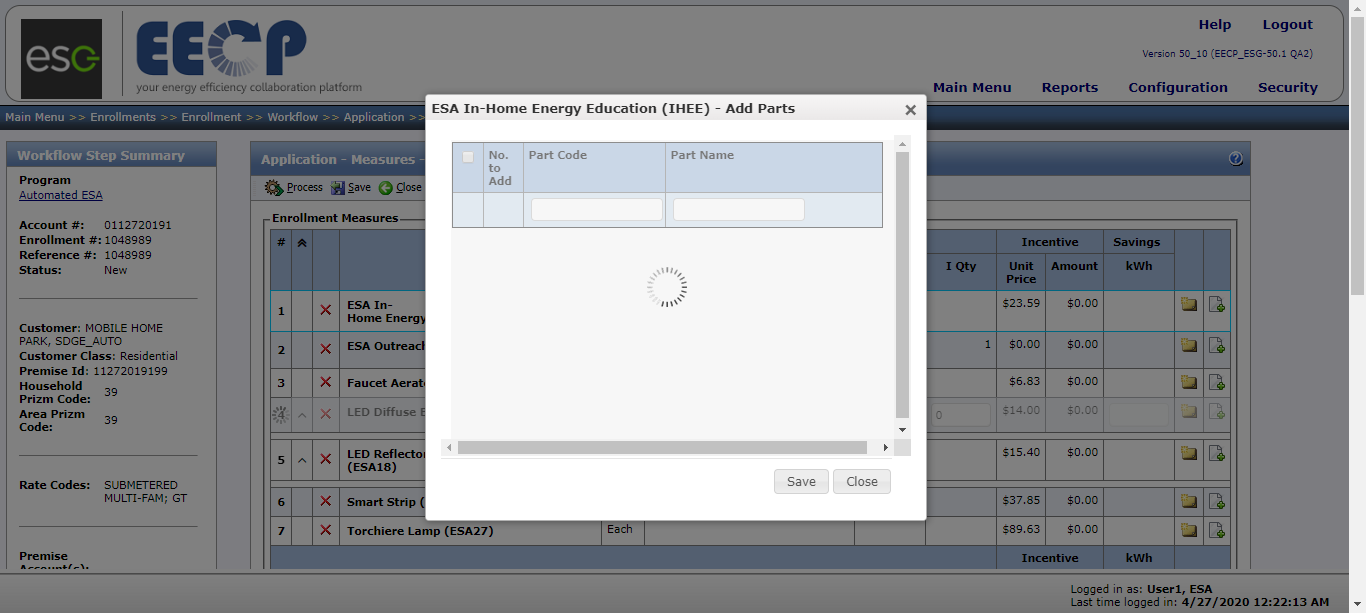 esc
EECP
your energy efficiency collaboration platform
Help Logout
Version 50_10 (EECP_ESG-50.1 QA2)
Main Menu Reports Configuration Security
Main Menu >> Enrollments >> Enrollment >> Workflow >> Application >>
Workflow Step Summary
Program
Automated ESA
Account #: 0112720191
Enrollment #: 1048989
Reference #: 1048989
Status: New
Customer: MOBILE HOME
PARK, SDGE_AUTO
Customer Class: Residential
Premise Id: 11272019199
Household
Prizm Code: 39
Area Prizm
Code: 39
Rate Codes: SUBMETERED
MULTI-FAM; GT
Premise
Account(s):
Application - Measures -
Process Save Close
Enrollment Measures
# Incentive Savings
I Qty Unit Price Amount kWh
1 ESA In-
Home Energy $23.59 $0.00
2 ESA Outreach 1 $0.00 $0.00
3 Faucet Aerat $6.83 $0.00
4 LED Diffuse 0 $14.00 $0.00
5 LED Reflector
(ESA18) $15.40 $0.00
6 Smart Strip ( $37.85 $0.00
7 Torchiere Lamp (ESA27) Each $89.63 $0.00
Incentive kWh
ESA In-Home Energy Education (IHEE) - Add Parts
No. to Add Part Code Part Name
Save Close
Logged in as: User1, ESA
Last time logged in: 4/27/2020 12:22:13 AM